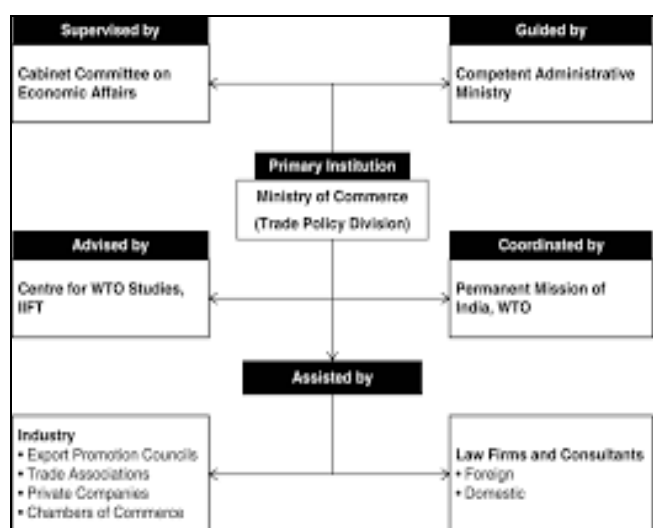 Supervised by
Cabinet Committee on
Economic Affairs
Guided by
Competent Administrative
Ministry
Primary Institution
Ministry of Commerce
(Trade Policy Division)
Advised by
Centre for WTO Studies,
IIFT
Coordinated by
Permanent Mission of
India, WTO
Assisted by
Industry
• Export Promotion Councils
• Trade Associations
• Private Companies
• Chambers of Commerce
Law Firms and Consultants
• Foreign
• Domestic